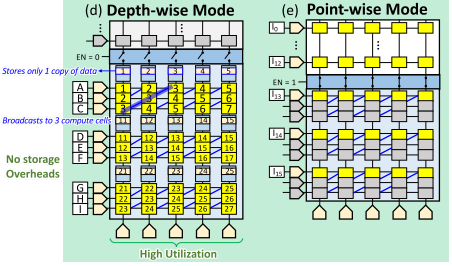 (d) Depth-wise Mode
EN = 0
Stores only 1 copy of data
1 2 3 4 5
A 1 2 3 4 5
B 2 3 4 5 6
C 3 4 5 6 7
Broadcasts to 3 compute cells
11 12 13 14 15
D 11 12 13 14 15
E 12 13 14 15 16
F 13 14 15 16 17
No storage
Overheads
21 22 23 24 25
G 21 22 23 24 25
H 22 23 24 25 26
I 23 24 25 26 27
High Utilization
(e) Point-wise Mode
I0
I12
EN = 1
I13
I14
I15